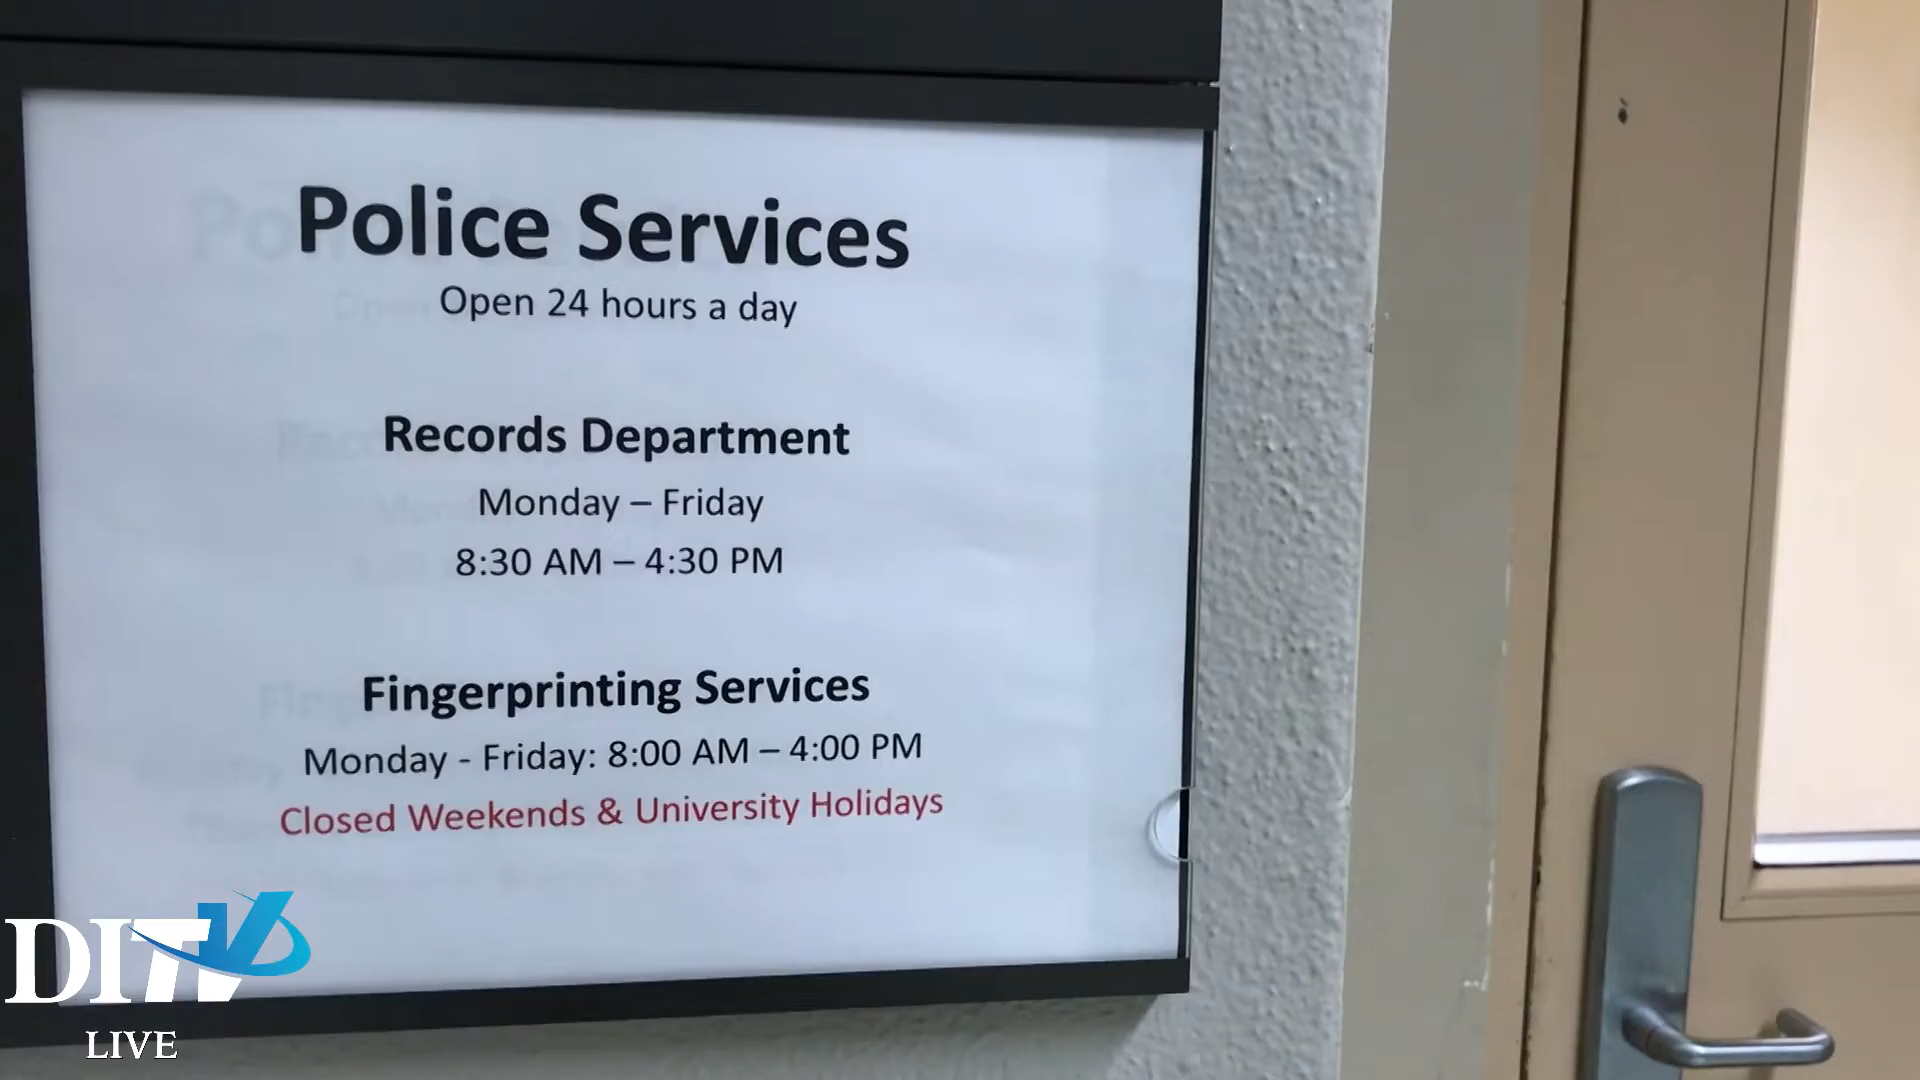 Police Services
Open 24 hours a day
Records Department
Monday – Friday
8:30 AM – 4:30 PM
Fingerprinting Services
Monday - Friday: 8:00 AM – 4:00 PM
Closed Weekends & University Holidays
DITV
LIVE